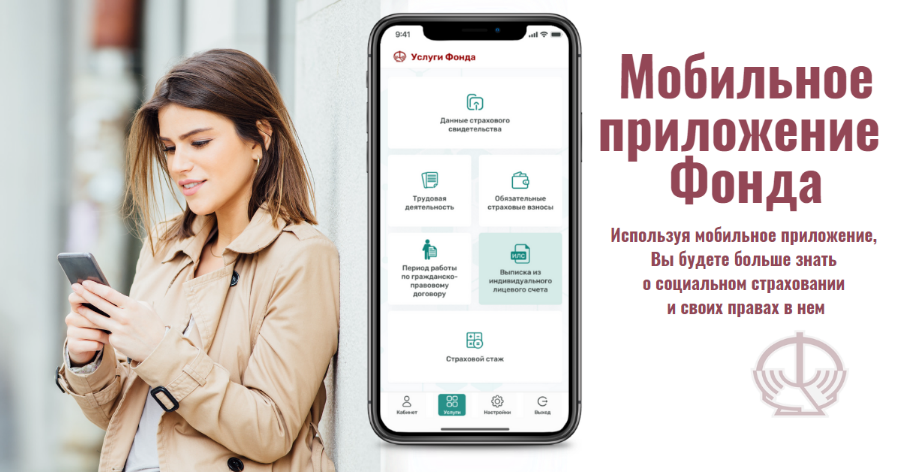 9:41
Услуги Фонда
Данные страхового
свидетельства
Трудовая
деятельность
Обязательные
страховые взносы
Период работы
по гражданско-
правовому
договору
ИЛС
Выписка из
индивидуального
лицевого счета
Страховой стаж
Кабинет
Услуги
Настройки
Выход
Мобильное
приложение
Фонда
Используя мобильное приложение,
Вы будете больше знать
о социальном страховании
и своих правах в нем